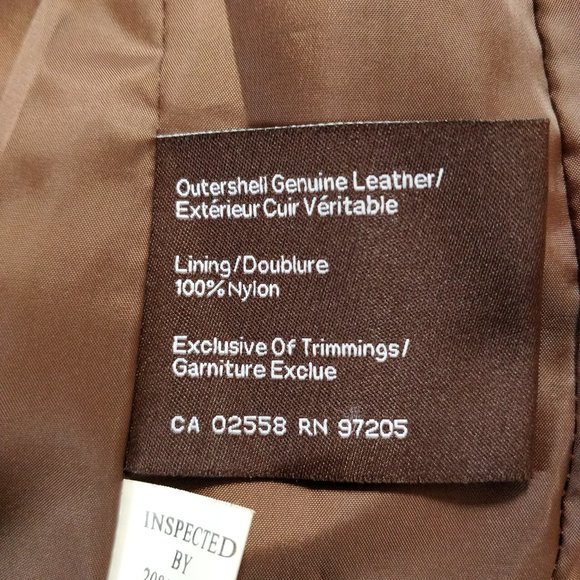 Outershell Genuine Leather/
Extérieur Cuir Véritable
Lining/Doublure
100% Nylon
Exclusive Of Trimmings/
Garniture Exclue
CA 02558 RN 97205
INSPECTED
BY